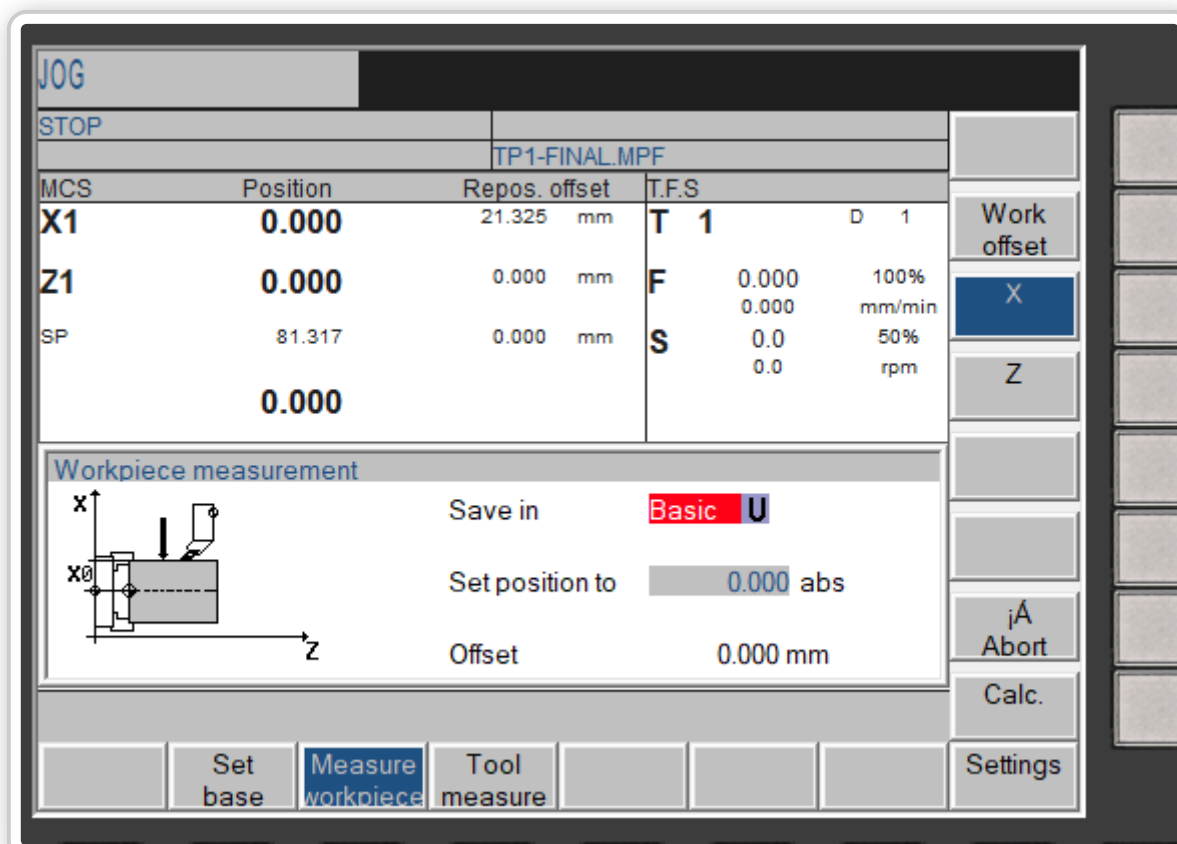 JOG
STOP
TP1-FINAL.MPF
MCS Position Repos. offset T.F.S
X1 0.000 21.325 mm T 1 D 1
Z1 0.000 0.000 mm F 0.000 100%
0.000 mm/min
SP 81.317 0.000 mm S 0.0 50%
0.0 rpm
0.000
Work
offset
X
Z
Workpiece measurement
X
X0
Z
Save in Basic U
Set position to 0.000 abs
Offset 0.000 mm
¡Á
Abort
Calc.
Set
base
Measure
workpiece
Tool
measure
Settings